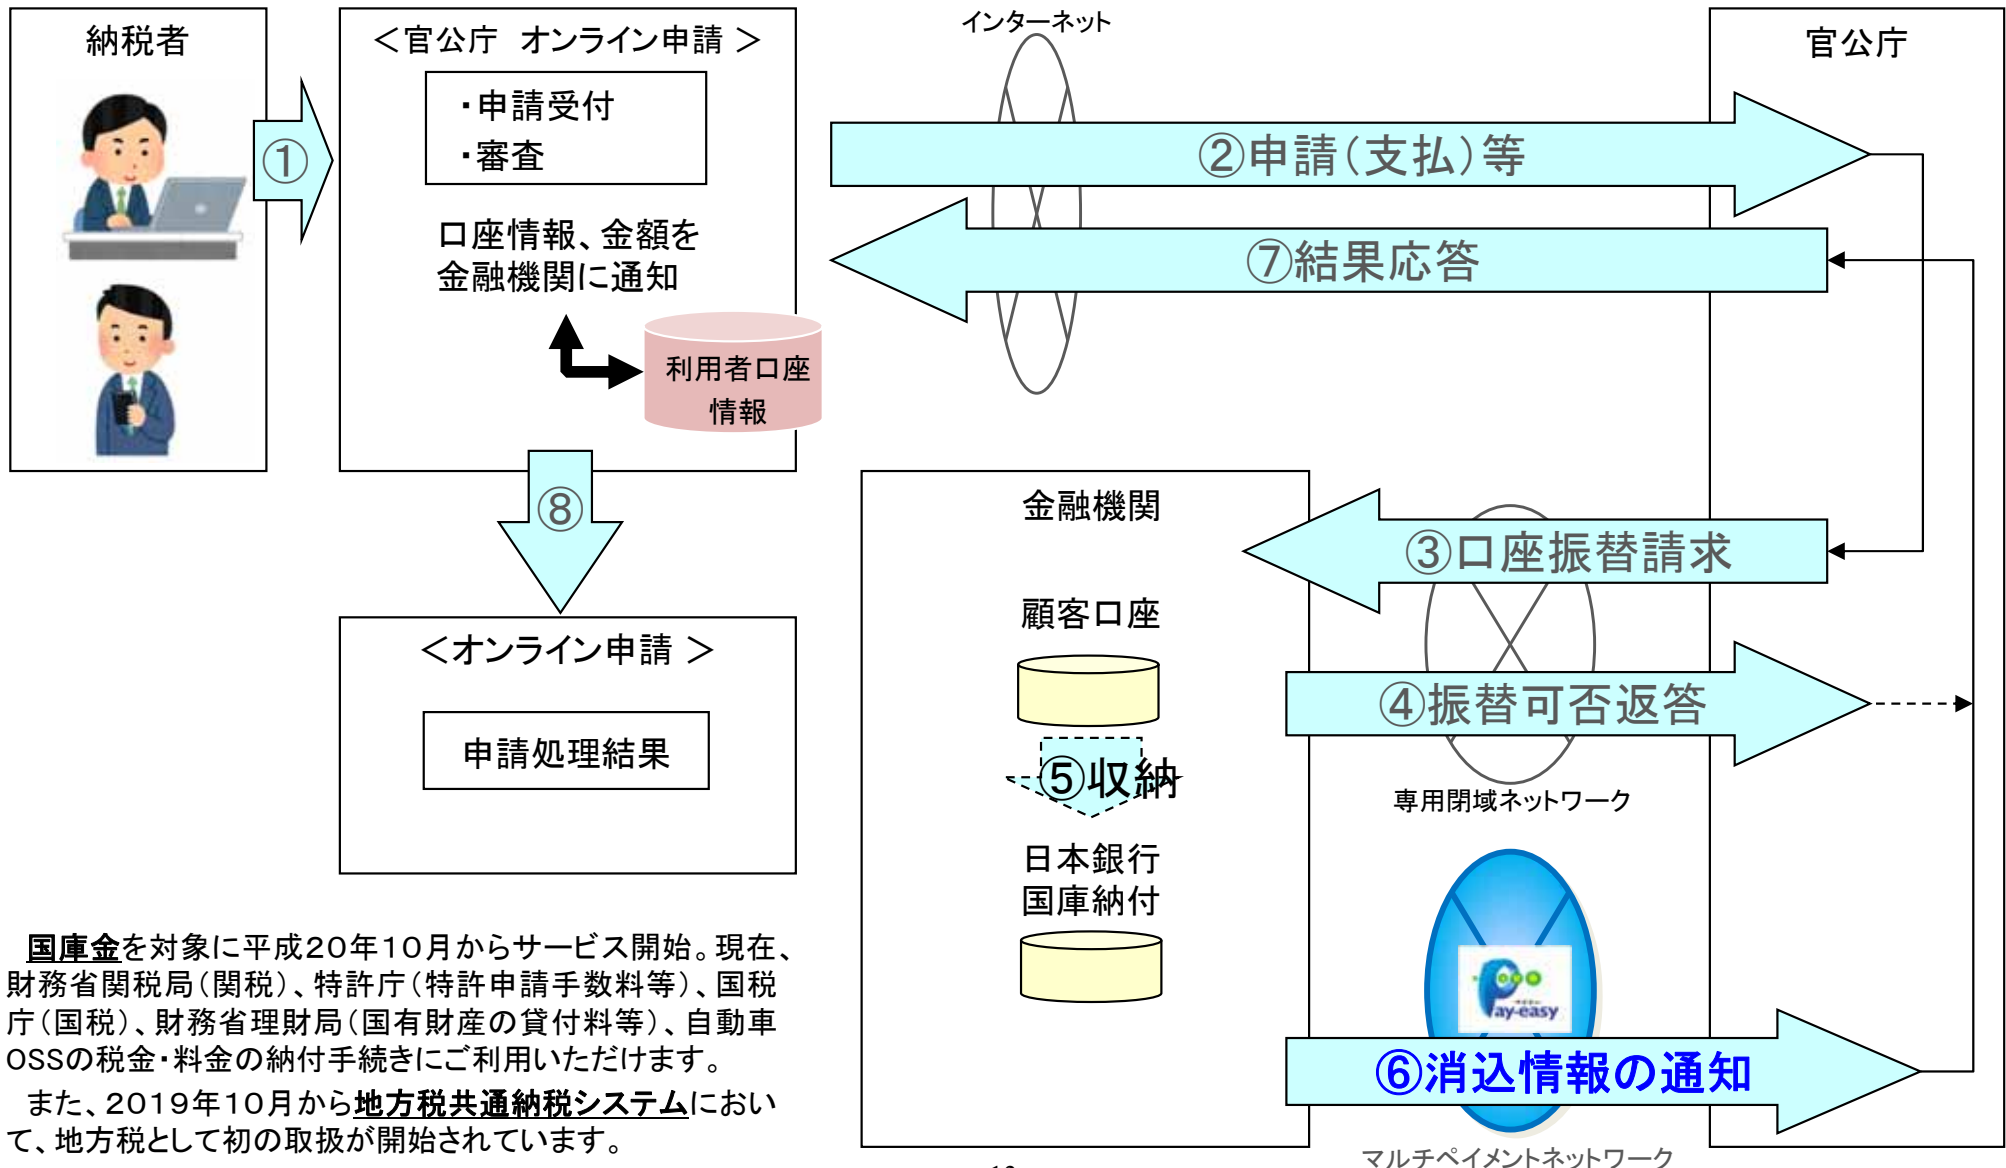 納税者
①
＜官公庁 オンライン申請 ＞
・申請受付
・審査
口座情報、金額を
金融機関に通知
利用者口座
情報
インターネット
官公庁
②申請(支払)等
⑦結果応答
⑧
＜オンライン申請 ＞
申請処理結果
金融機関
③口座振替請求
顧客口座
④振替可否返答
⑤収納
専用閉域ネットワーク
日本銀行
国庫納付
Pay-easy
⑥消込情報の通知
マルチペイメントネットワーク
国庫金を対象に平成２０年１０月からサービス開始。現在、
財務省関税局(関税)、特許庁(特許申請手数料等)、国税
庁(国税)、財務省理財局(国有財産の貸付料等)、自動車
OSSの税金・料金の納付手続きにご利用いただけます。
また、２０１９年１０月から地方税共通納税システムにおい
て、地方税として初の取扱が開始されています。